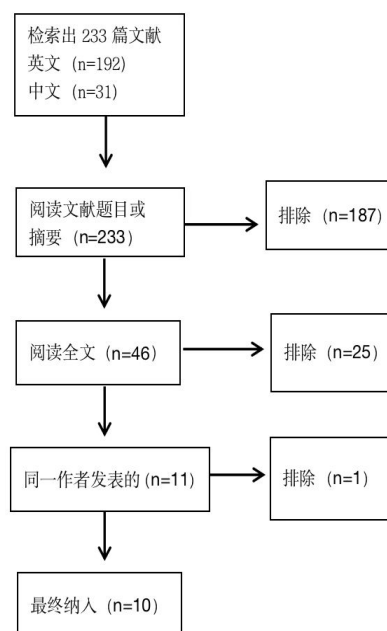 检索出 233 篇文献
英文 (n=192)
中文 (n=31)
阅读文献题目或
摘要 (n=233)
排除 (n=187)
阅读全文 (n=46)
排除 (n=25)
同一作者发表的 (n=11)
排除 (n=1)
最终纳入 (n=10)